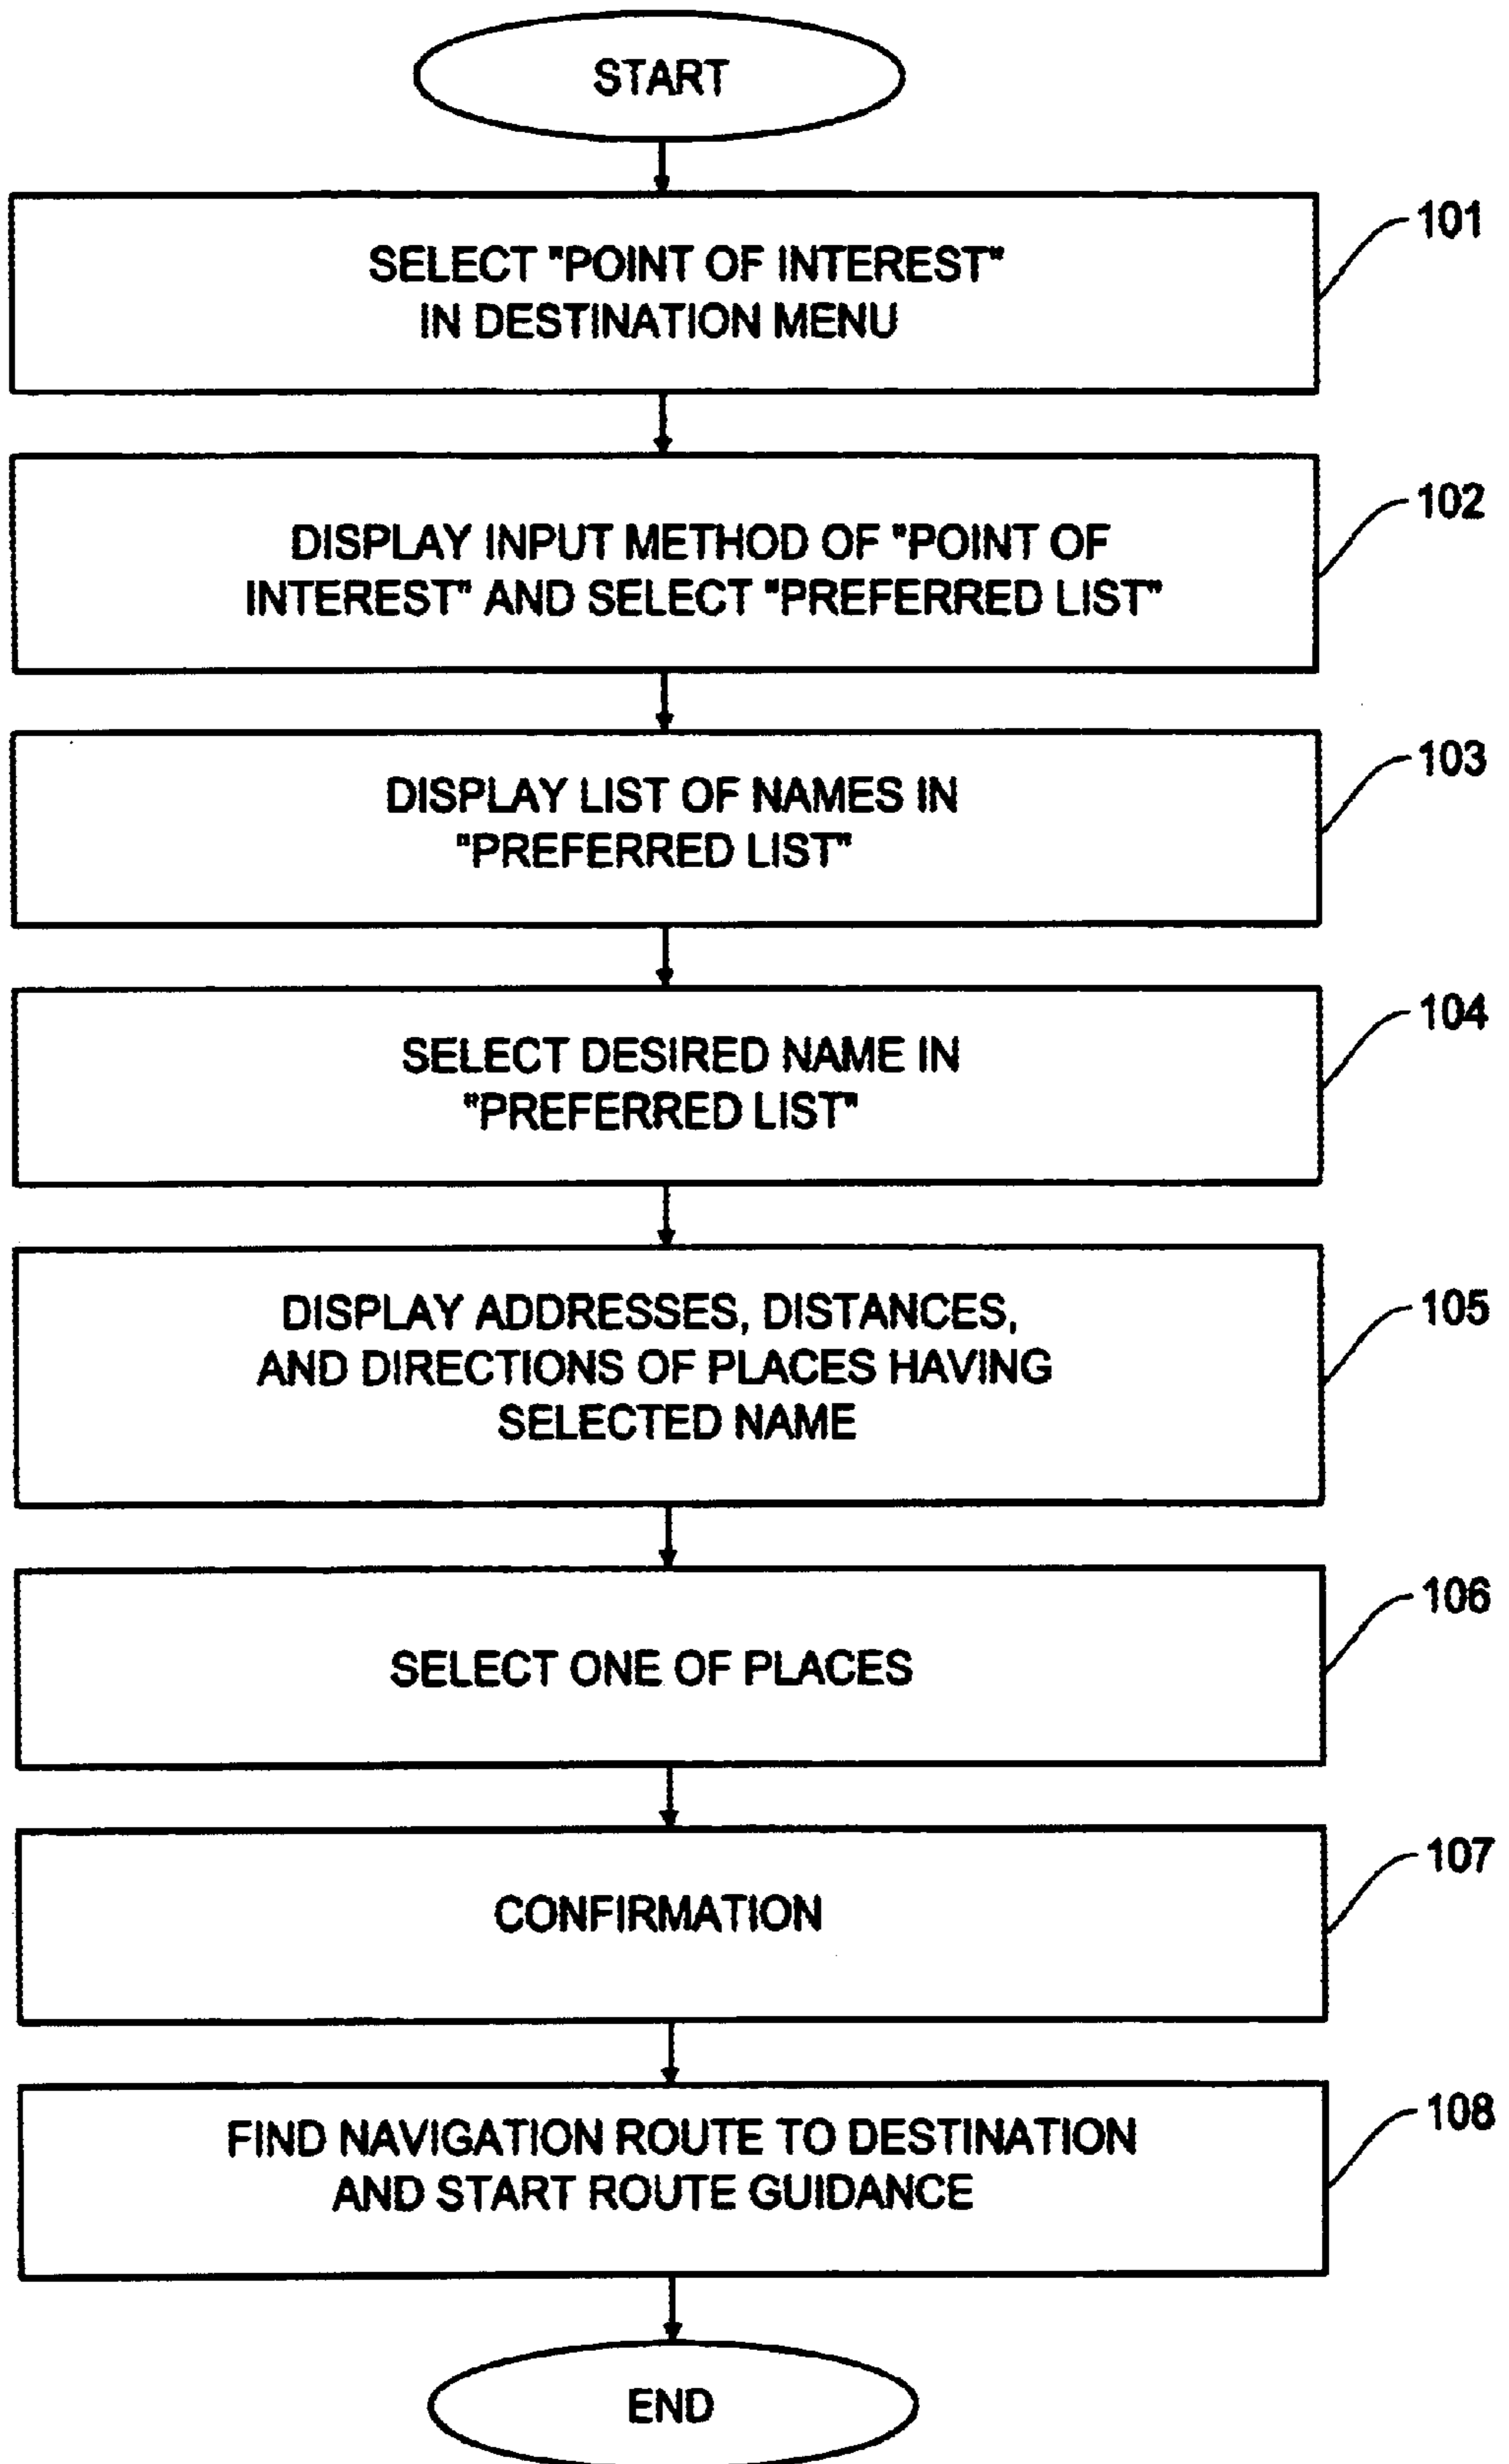 START
101
SELECT "POINT OF INTEREST"
IN DESTINATION MENU
102
DISPLAY INPUT METHOD OF "POINT OF
INTEREST" AND SELECT "PREFERRED LIST"
103
DISPLAY LIST OF NAMES IN
"PREFERRED LIST"
104
SELECT DESIRED NAME IN
"PREFERRED LIST"
105
DISPLAY ADDRESSES, DISTANCES,
AND DIRECTIONS OF PLACES HAVING
SELECTED NAME
106
SELECT ONE OF PLACES
107
CONFIRMATION
108
FIND NAVIGATION ROUTE TO DESTINATION
AND START ROUTE GUIDANCE
END